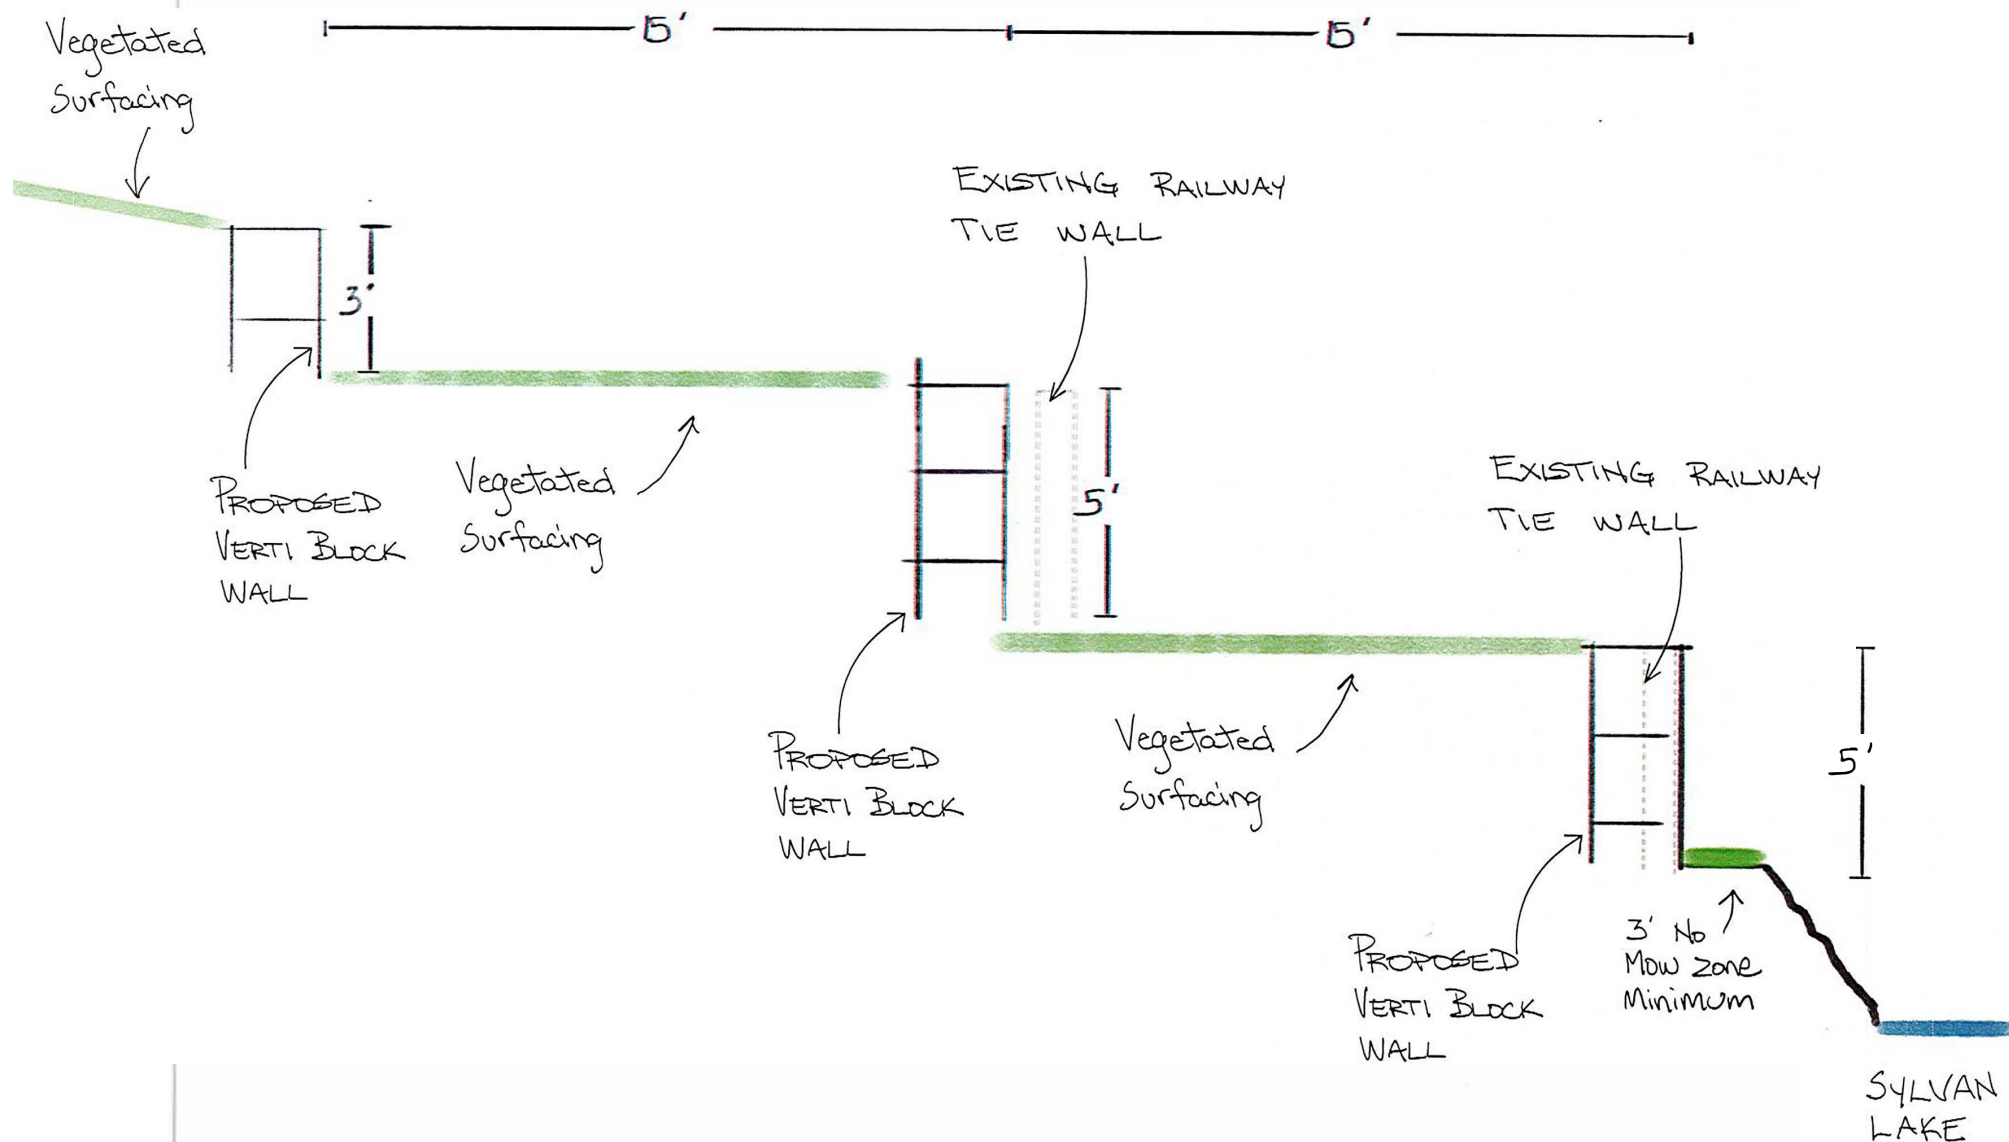 15'
15'
Vegetated
Surfacing
EXISTING RAILWAY
TIE WALL
3'
PROPOSED
VERTI BLOCK
WALL
Vegetated
Surfacing
5'
EXISTING RAILWAY
TIE WALL
PROPOSED
VERTI BLOCK
WALL
Vegetated
Surfacing
5'
PROPOSED
VERTI BLOCK
WALL
3' No
Mow zone
Minimum
SYLVAN
LAKE